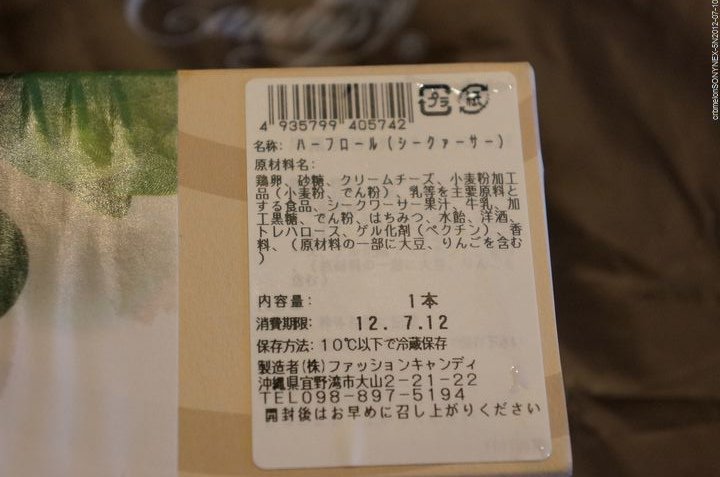 Candy
4 935799 405742
プラ
紙
名称: ハーフロール(シークァーサー)
原材料名:
鶏卵、砂糖、クリームチーズ、小麦粉加工
品(小麦粉、でん粉)、乳等を主要原料と
する食品、シークワーサー果汁、牛乳、加
工黒糖、でん粉、はちみつ、水飴、洋酒、
トレハロース、ゲル化剤(ペクチン)、香
料、(原材料の一部に大豆、りんごを含む
)
内容量: 1本
消費期限: 12.7.12
保存方法: 10℃以下で冷蔵保存
製造者(株)ファッションキャンディ
沖縄県宜野湾市大山2-21-22
TEL098-897-5194
開封後はお早めに召し上がりください